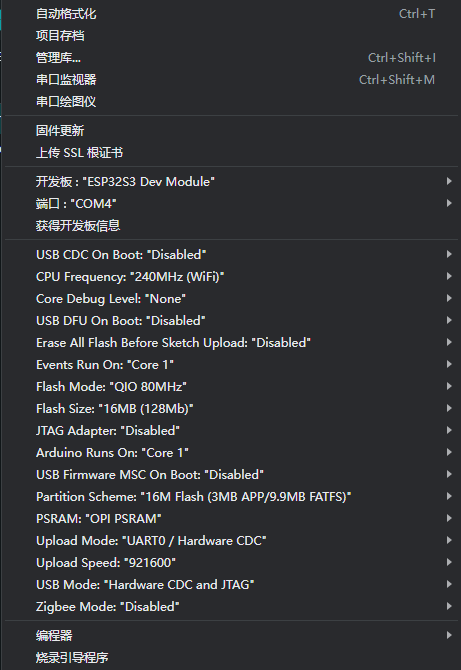 自动格式化 Ctrl+T
项目存档
管理库... Ctrl+Shift+I
串口监视器 Ctrl+Shift+M
串口绘图仪
固件更新
上传 SSL 根证书
开发板 : "ESP32S3 Dev Module"
端口 : "COM4"
获得开发板信息
USB CDC On Boot: "Disabled"
CPU Frequency: "240MHz (WiFi)"
Core Debug Level: "None"
USB DFU On Boot: "Disabled"
Erase All Flash Before Sketch Upload: "Disabled"
Events Run On: "Core 1"
Flash Mode: "QIO 80MHz"
Flash Size: "16MB (128Mb)"
JTAG Adapter: "Disabled"
Arduino Runs On: "Core 1"
USB Firmware MSC On Boot: "Disabled"
Partition Scheme: "16M Flash (3MB APP/9.9MB FATFS)"
PSRAM: "OPI PSRAM"
Upload Mode: "UART0 / Hardware CDC"
Upload Speed: "921600"
USB Mode: "Hardware CDC and JTAG"
Zigbee Mode: "Disabled"
编程器
烧录引导程序